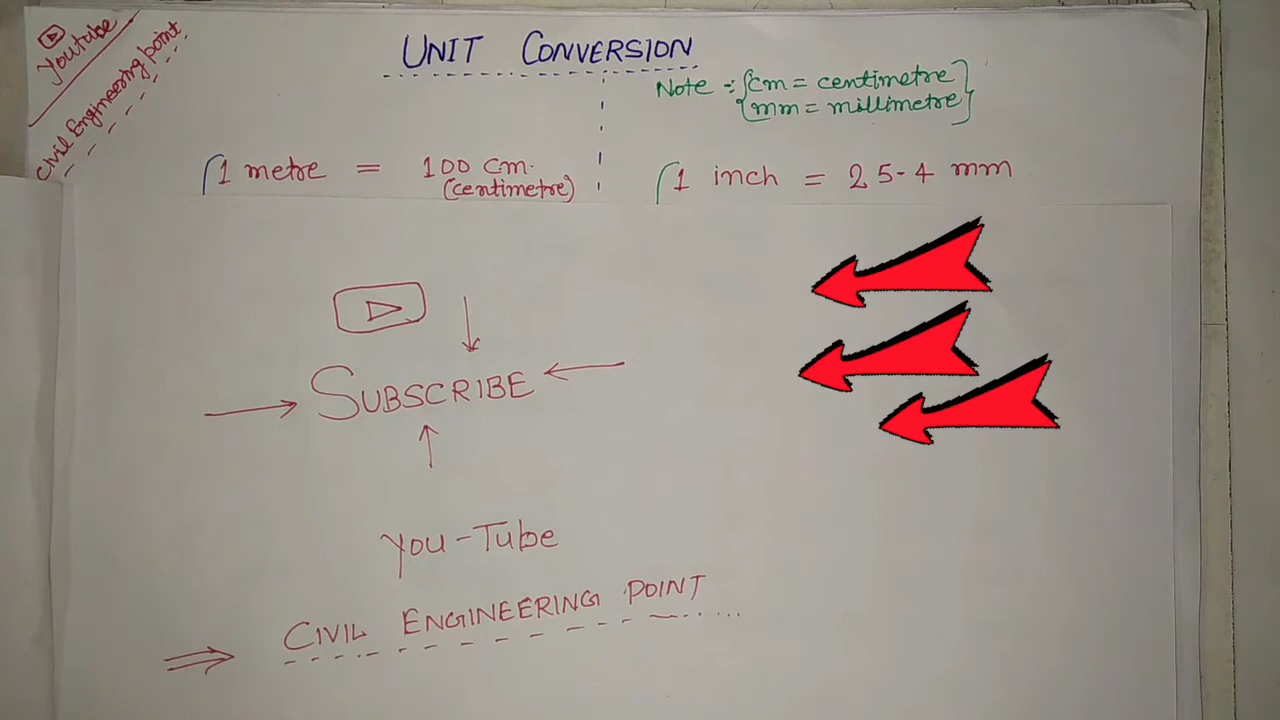 Youtube
Civil Engineering point
UNIT CONVERSION
Note :- cm = centimetre
mm = millimetre
1 metre = 100 cm.
(centimetre)
1 inch = 25.4 mm
SUBSCRIBE
You-Tube
CIVIL ENGINEERING POINT